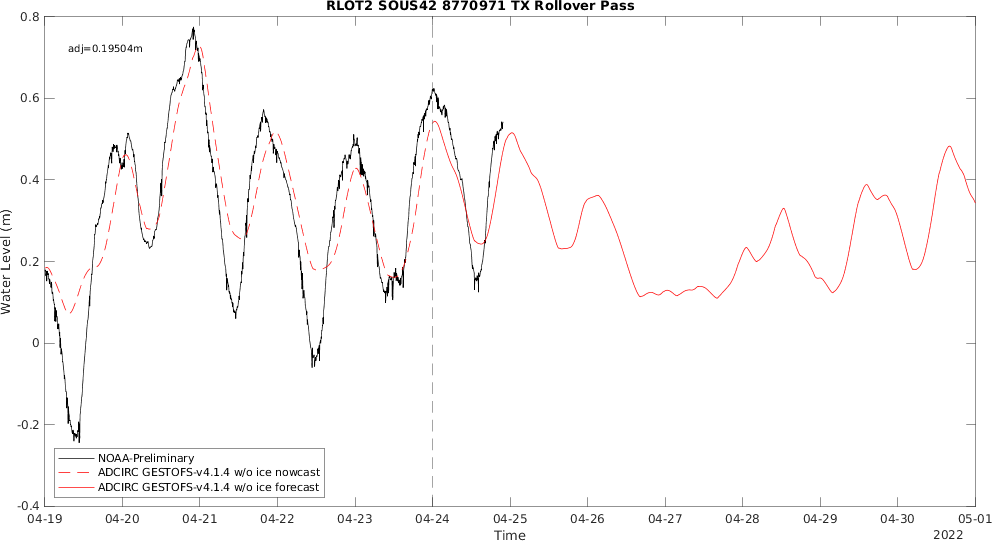 RLOT2 SOUS42 8770971 TX Rollover Pass
adj=0.19504m
0.8
0.6
0.4
0.2
0
-0.2
-0.4
Water Level (m)
NOAA-Preliminary
ADCIRC GESTOFS-v4.1.4 w/o ice nowcast
ADCIRC GESTOFS-v4.1.4 w/o ice forecast
04-19 04-20 04-21 04-22 04-23 04-24 04-25 04-26 04-27 04-28 04-29 04-30 05-01
Time
2022